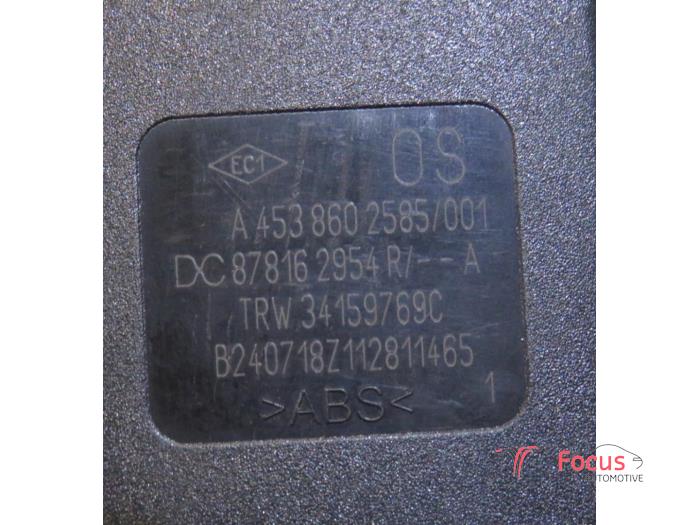 EC1 OS
A 453 860 2585/001
DC 87816 2954 R/--A
TRW 34159769C
B240718Z112811465
>ABS< 1
Focus
AUTOMOTIVE